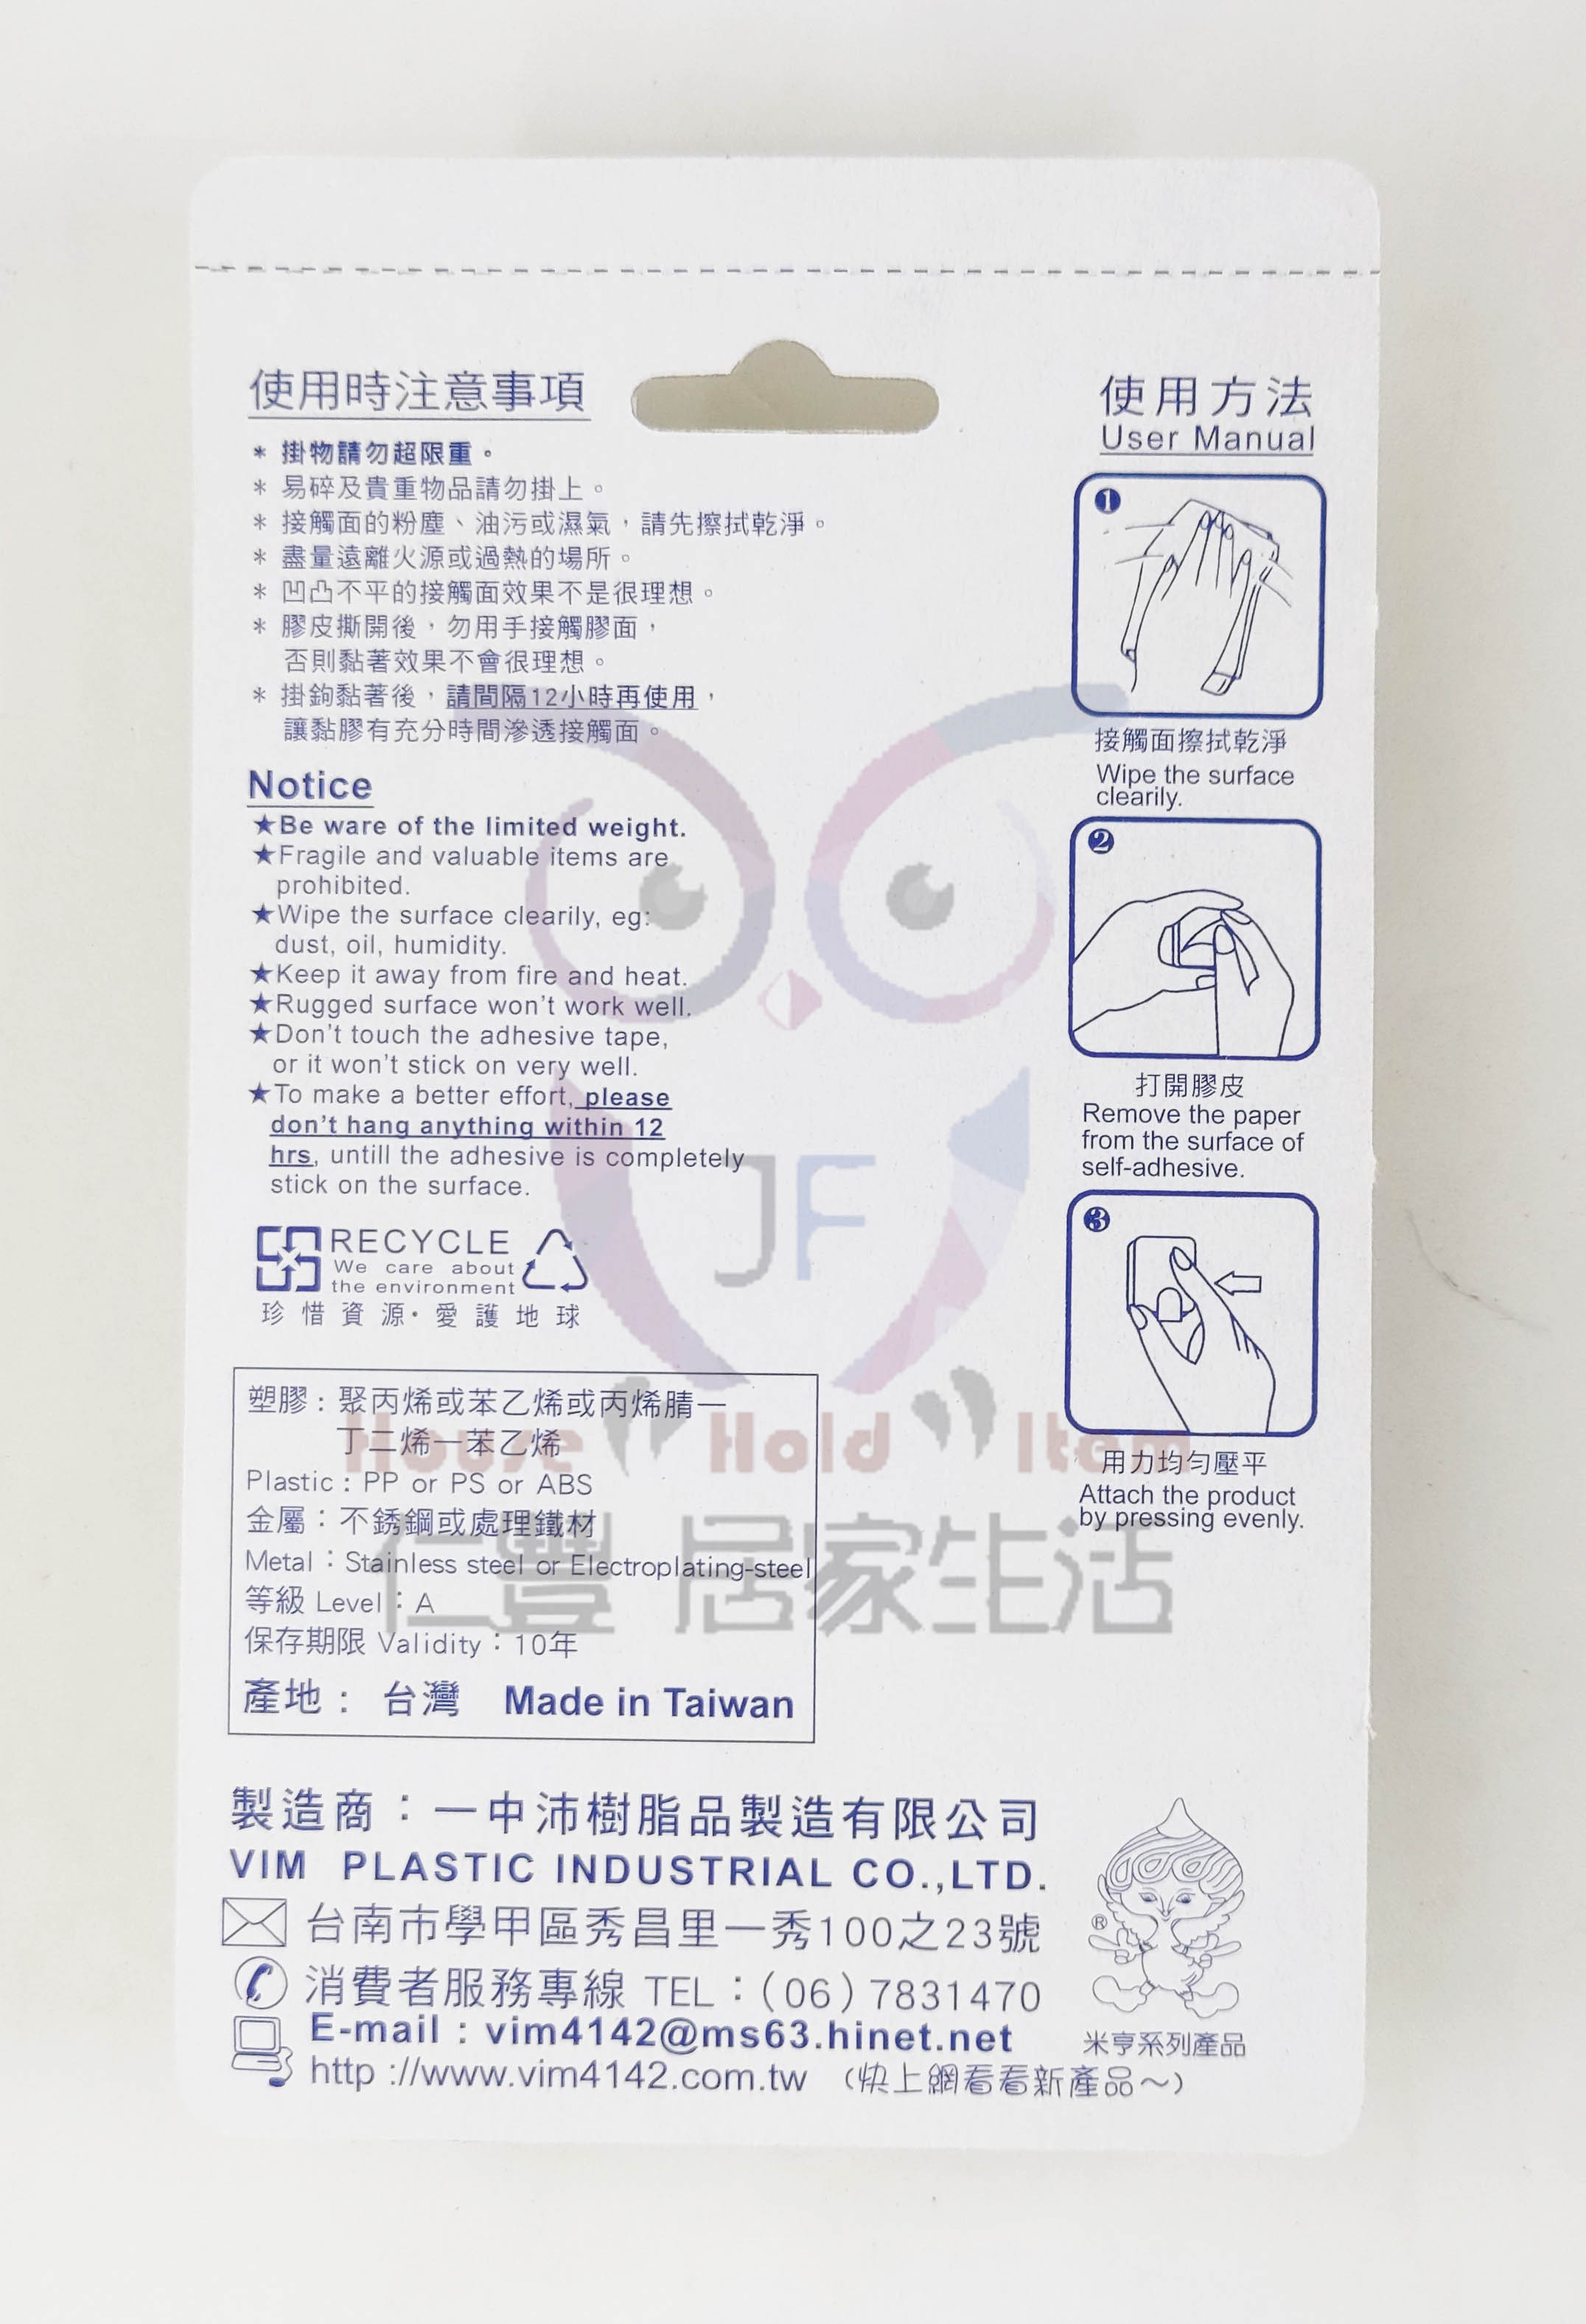 使用時注意事項
* 掛物請勿超限重。
* 易碎及貴重物品請勿掛上。
* 接觸面的粉塵、油污或濕氣，請先擦拭乾淨。
* 盡量遠離火源或過熱的場所。
* 凹凸不平的接觸面效果不是很理想。
* 膠皮撕開後，勿用手接觸膠面，
否則黏著效果不會很理想。
* 掛鉤黏著後，請間隔12小時再使用，
讓黏膠有充分時間滲透接觸面。
Notice
★Be ware of the limited weight.
★Fragile and valuable items are
prohibited.
★Wipe the surface clearily, eg:
dust, oil, humidity.
★Keep it away from fire and heat.
★Rugged surface won't work well.
★Don't touch the adhesive tape,
or it won't stick on very well.
★To make a better effort, please
don't hang anything within 12
hrs, untill the adhesive is completely
stick on the surface.
RECYCLE
We care about
the environment
珍惜資源·愛護地球
塑膠：聚丙烯或苯乙烯或丙烯腈—
丁二烯—苯乙烯
Plastic：PP or PS or ABS
金屬：不銹鋼或處理鐵材
Metal：Stainless steel or Electroplating-steel
等級 Level：A
保存期限 Validity：10年
產地： 台灣 Made in Taiwan
使用方法
User Manual
1
接觸面擦拭乾淨
Wipe the surface
clearily.
2
打開膠皮
Remove the paper
from the surface of
self-adhesive.
3
用力均勻壓平
Attach the product
by pressing evenly.
JF
House Hold Item
仁豐 居家生活
製造商：一中沛樹脂品製造有限公司
VIM PLASTIC INDUSTRIAL CO.,LTD.
台南市學甲區秀昌里一秀100之23號
消費者服務專線 TEL：(06) 7831470
E-mail : vim4142@ms63.hinet.net
http ://www.vim4142.com.tw （快上網看看新產品～）
®
米亨系列產品